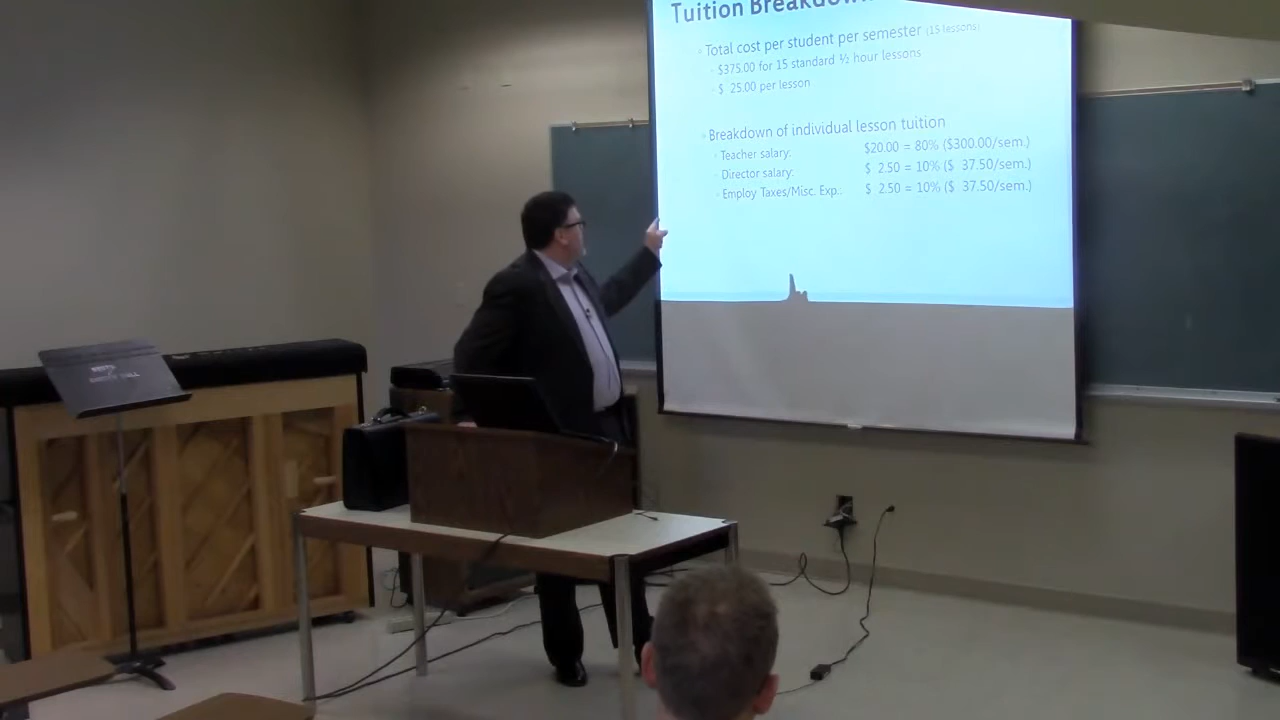 Tuition Breakdown
Total cost per student per semester (15 lessons)
$375.00 for 15 standard ½ hour lessons
$ 25.00 per lesson
Breakdown of individual lesson tuition
Teacher salary: $20.00 = 80% ($300.00/sem.)
Director salary: $ 2.50 = 10% ($ 37.50/sem.)
Employ Taxes/Misc. Exp.: $ 2.50 = 10% ($ 37.50/sem.)